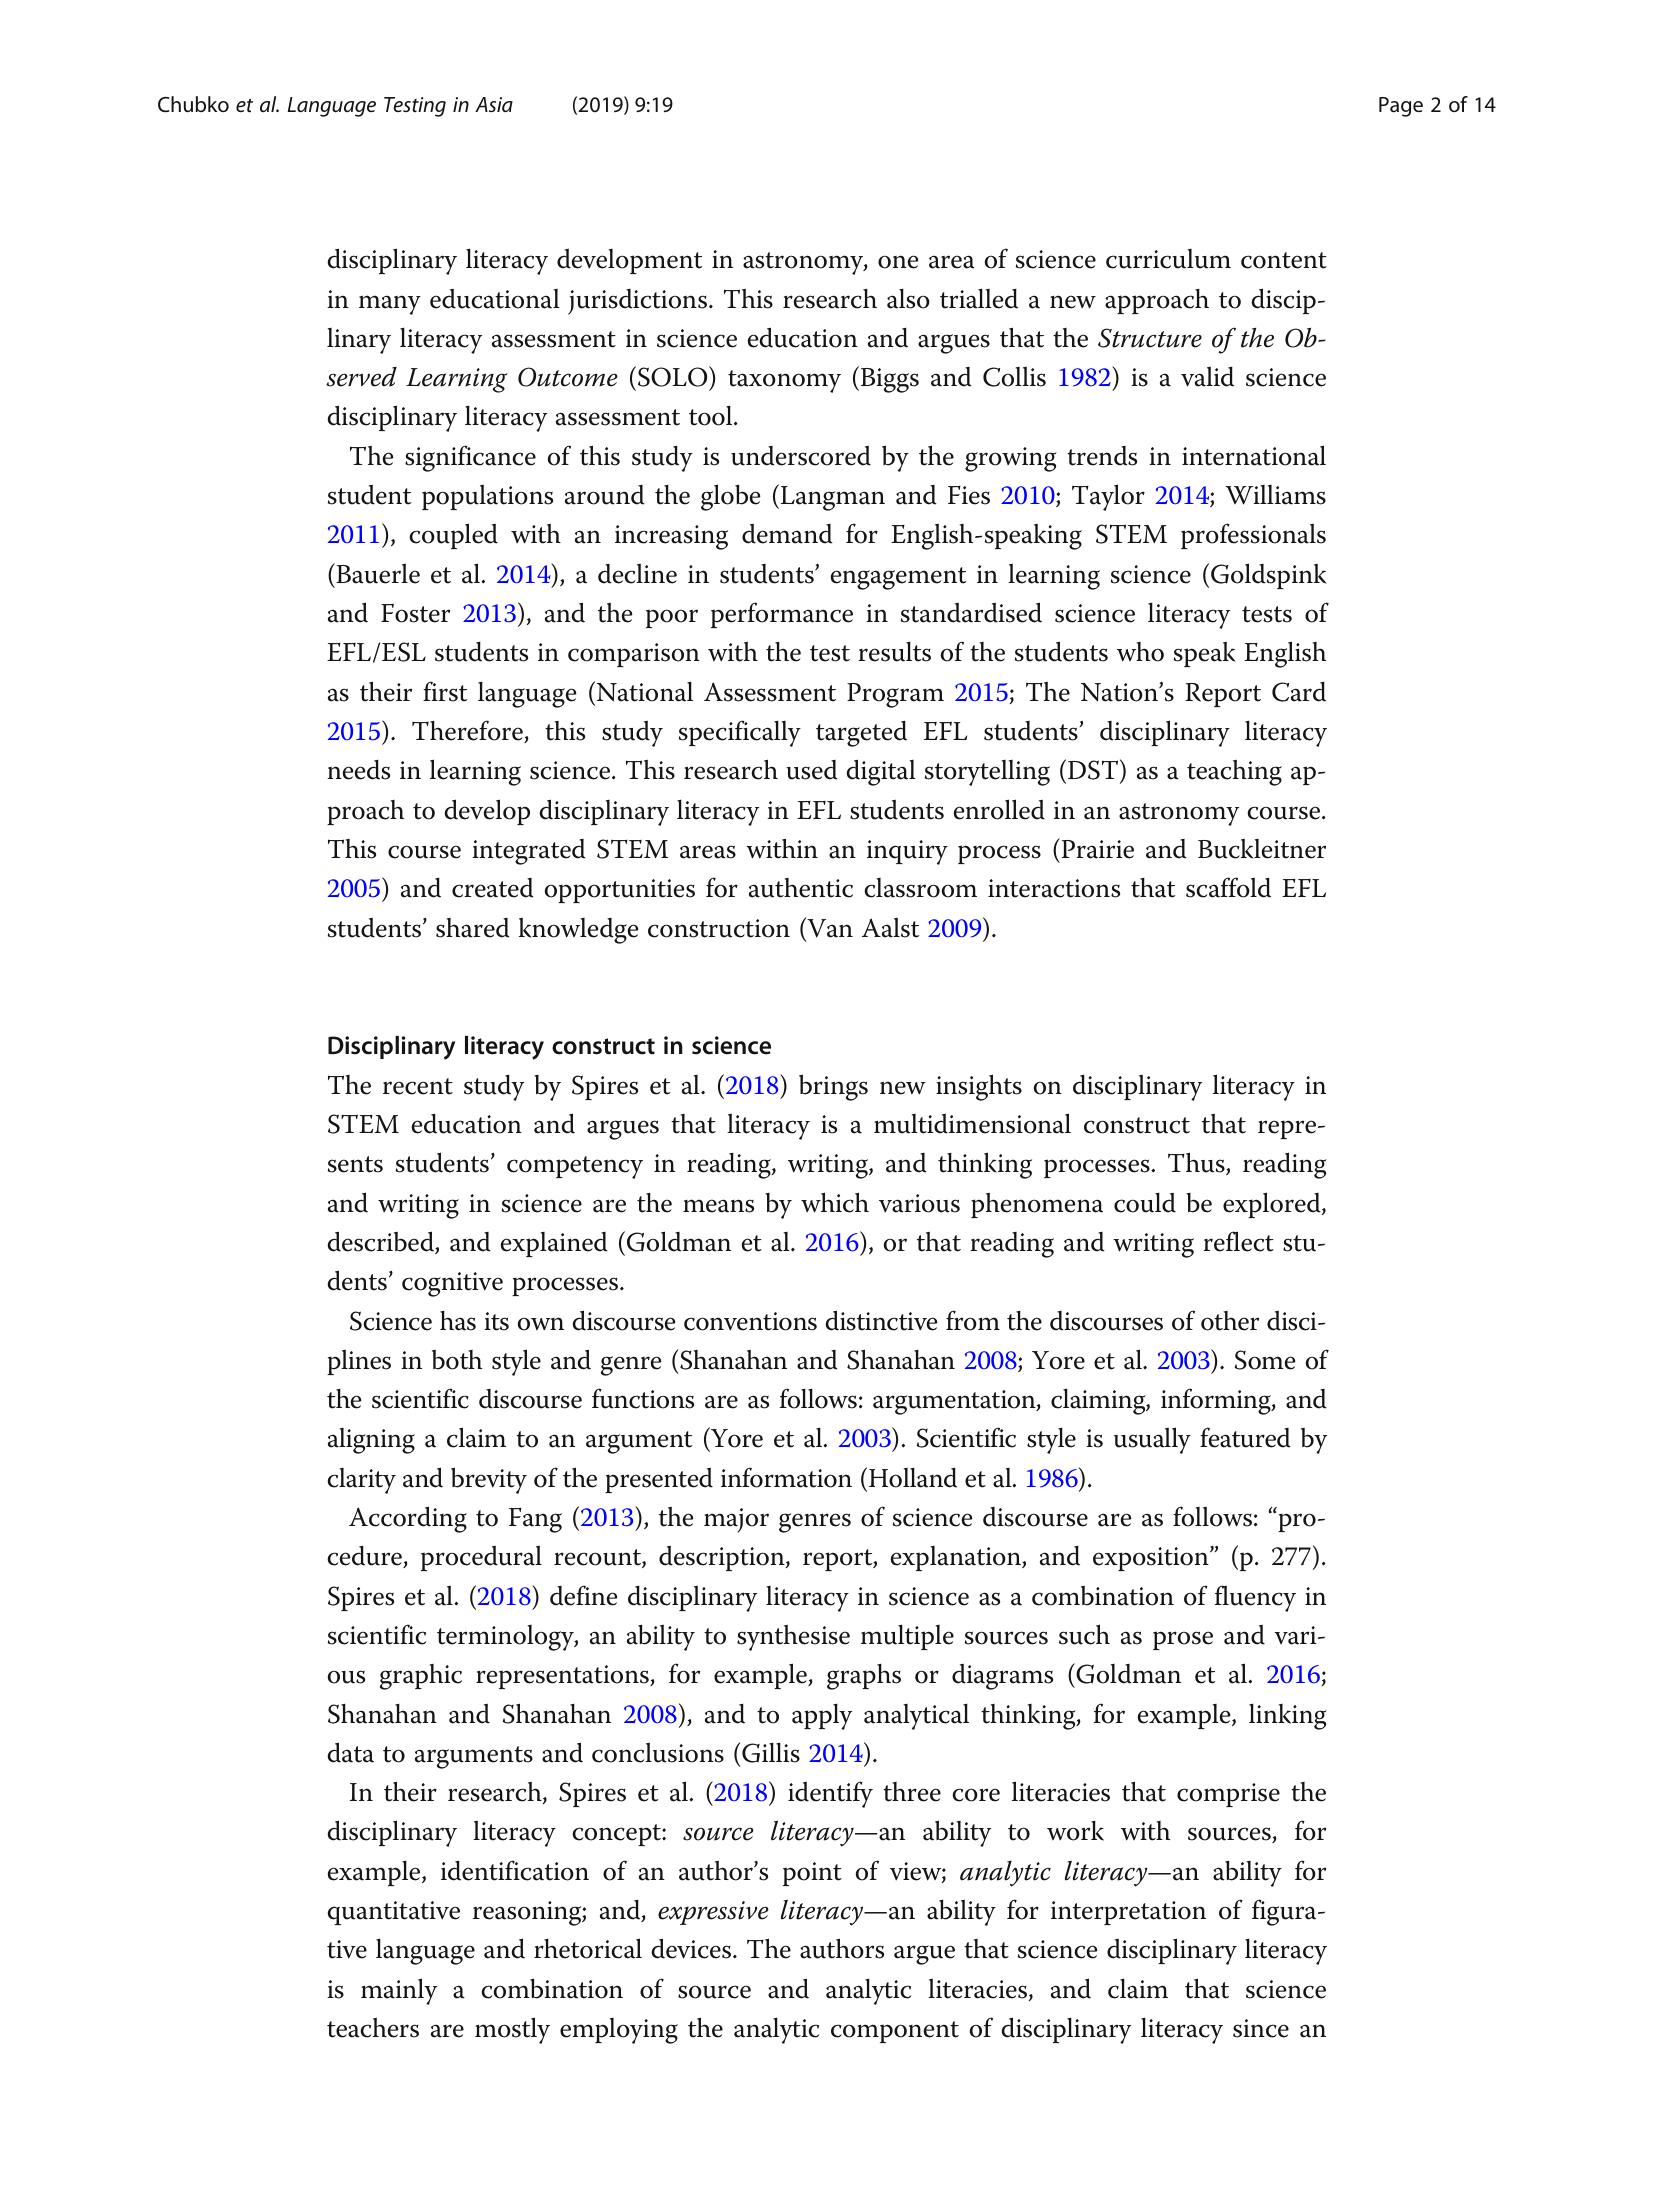 Chubko et al. Language Testing in Asia (2019) 9:19 Page 2 of 14
disciplinary literacy development in astronomy, one area of science curriculum content
in many educational jurisdictions. This research also trialled a new approach to discip-
linary literacy assessment in science education and argues that the Structure of the Ob-
served Learning Outcome (SOLO) taxonomy (Biggs and Collis 1982) is a valid science
disciplinary literacy assessment tool.
The significance of this study is underscored by the growing trends in international
student populations around the globe (Langman and Fies 2010; Taylor 2014; Williams
2011), coupled with an increasing demand for English-speaking STEM professionals
(Bauerle et al. 2014), a decline in students’ engagement in learning science (Goldspink
and Foster 2013), and the poor performance in standardised science literacy tests of
EFL/ESL students in comparison with the test results of the students who speak English
as their first language (National Assessment Program 2015; The Nation’s Report Card
2015). Therefore, this study specifically targeted EFL students’ disciplinary literacy
needs in learning science. This research used digital storytelling (DST) as a teaching ap-
proach to develop disciplinary literacy in EFL students enrolled in an astronomy course.
This course integrated STEM areas within an inquiry process (Prairie and Buckleitner
2005) and created opportunities for authentic classroom interactions that scaffold EFL
students’ shared knowledge construction (Van Aalst 2009).
Disciplinary literacy construct in science
The recent study by Spires et al. (2018) brings new insights on disciplinary literacy in
STEM education and argues that literacy is a multidimensional construct that repre-
sents students’ competency in reading, writing, and thinking processes. Thus, reading
and writing in science are the means by which various phenomena could be explored,
described, and explained (Goldman et al. 2016), or that reading and writing reflect stu-
dents’ cognitive processes.
Science has its own discourse conventions distinctive from the discourses of other disci-
plines in both style and genre (Shanahan and Shanahan 2008; Yore et al. 2003). Some of
the scientific discourse functions are as follows: argumentation, claiming, informing, and
aligning a claim to an argument (Yore et al. 2003). Scientific style is usually featured by
clarity and brevity of the presented information (Holland et al. 1986).
According to Fang (2013), the major genres of science discourse are as follows: “pro-
cedure, procedural recount, description, report, explanation, and exposition” (p. 277).
Spires et al. (2018) define disciplinary literacy in science as a combination of fluency in
scientific terminology, an ability to synthesise multiple sources such as prose and vari-
ous graphic representations, for example, graphs or diagrams (Goldman et al. 2016;
Shanahan and Shanahan 2008), and to apply analytical thinking, for example, linking
data to arguments and conclusions (Gillis 2014).
In their research, Spires et al. (2018) identify three core literacies that comprise the
disciplinary literacy concept: source literacy—an ability to work with sources, for
example, identification of an author’s point of view; analytic literacy—an ability for
quantitative reasoning; and, expressive literacy—an ability for interpretation of figura-
tive language and rhetorical devices. The authors argue that science disciplinary literacy
is mainly a combination of source and analytic literacies, and claim that science
teachers are mostly employing the analytic component of disciplinary literacy since an